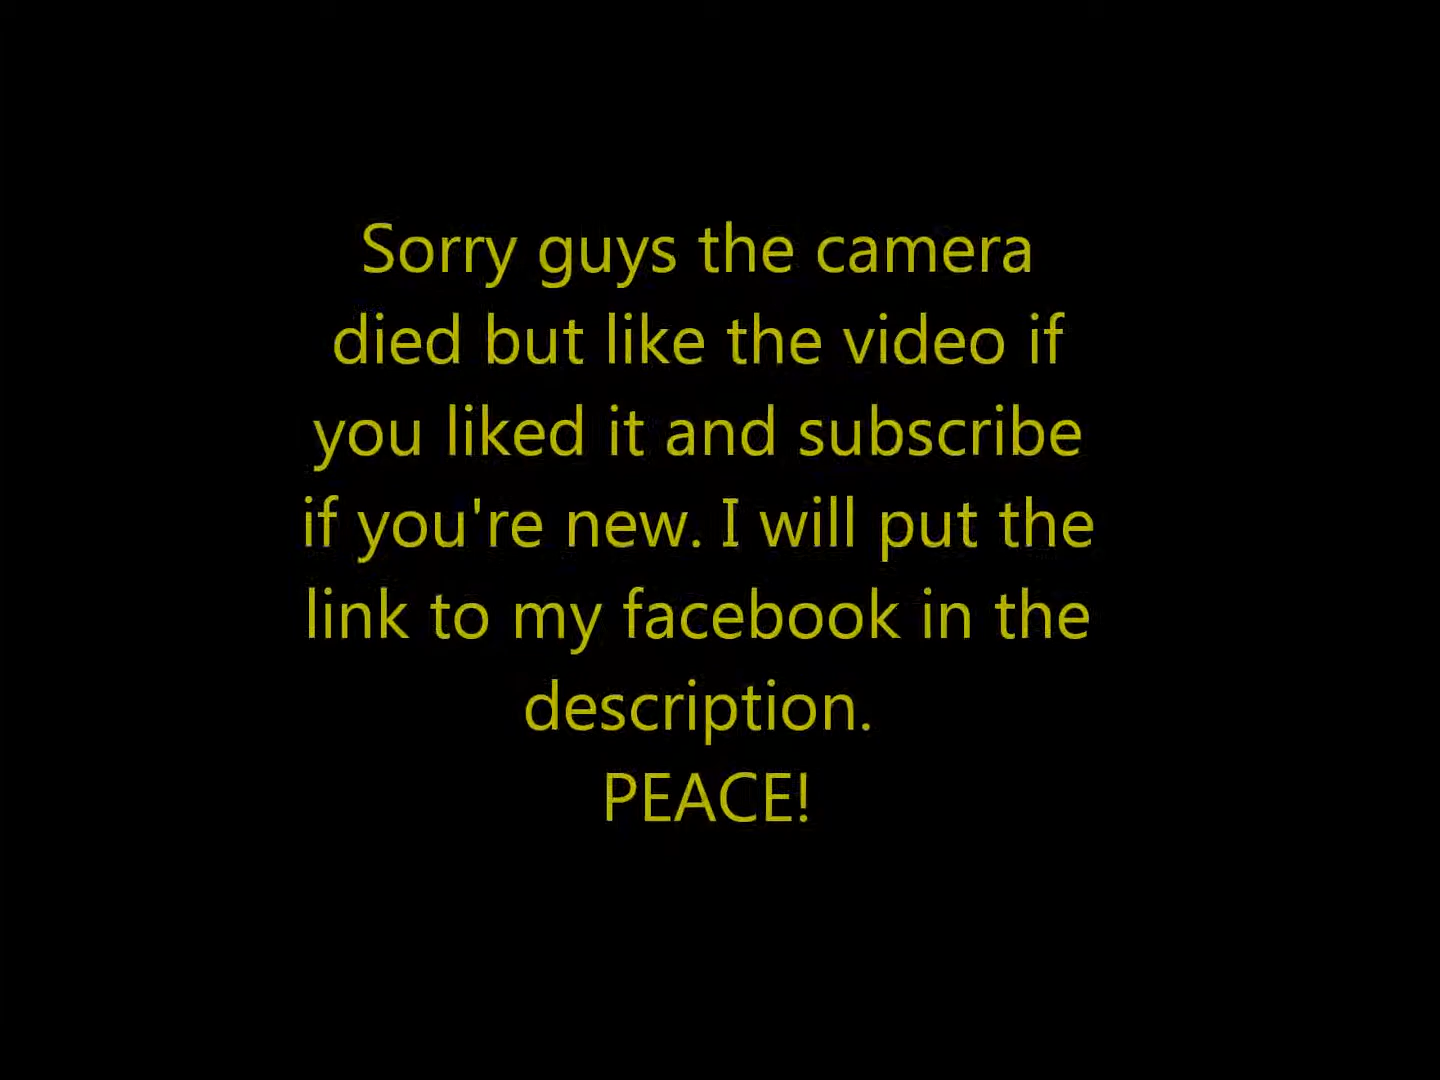 Sorry guys the camera
died but like the video if
you liked it and subscribe
if you're new. I will put the
link to my facebook in the
description.
PEACE!